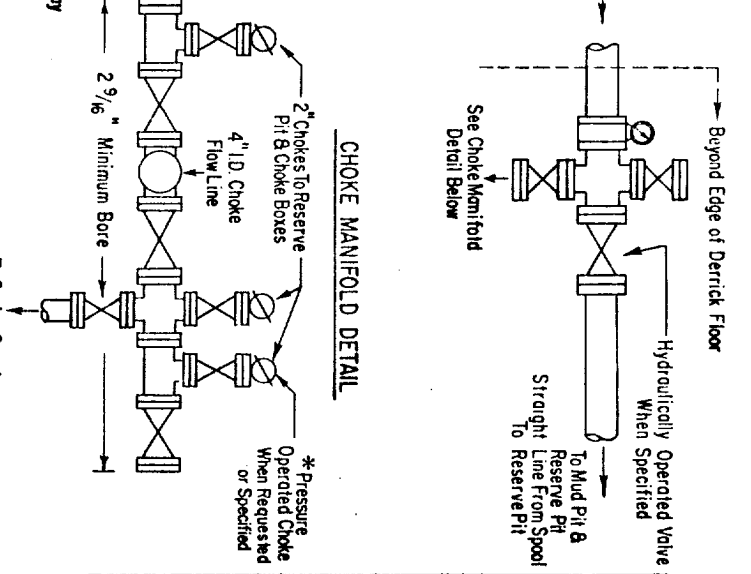 Beyond Edge of Derrick Floor
Hydraulically Operated Valve
When Specified
To Mud Pit &
Reserve Pit
Straight Line From Spool
To Reserve Pit
See Choke Manifold
Detail Below
CHOKE MANIFOLD DETAIL
2" Chokes To Reserve
Pit & Choke Boxes
4" I.D. Choke
Flow Line
*Pressure
Operated Choke
When Requested
or Specified
2 9/16" Minimum Bore